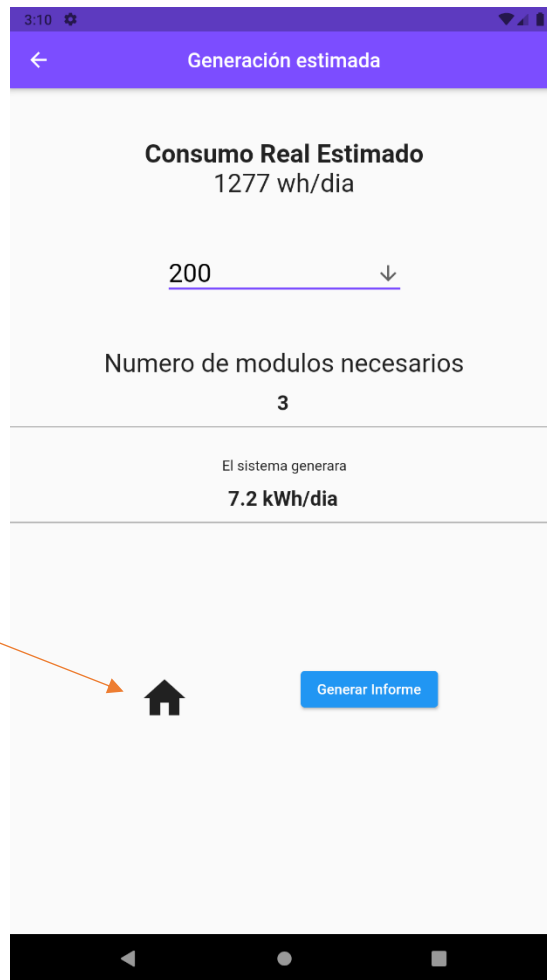 3:10
Generación estimada
Consumo Real Estimado
1277 wh/dia
200
Numero de modulos necesarios
3
El sistema generara
7.2 kWh/dia
Generar Informe